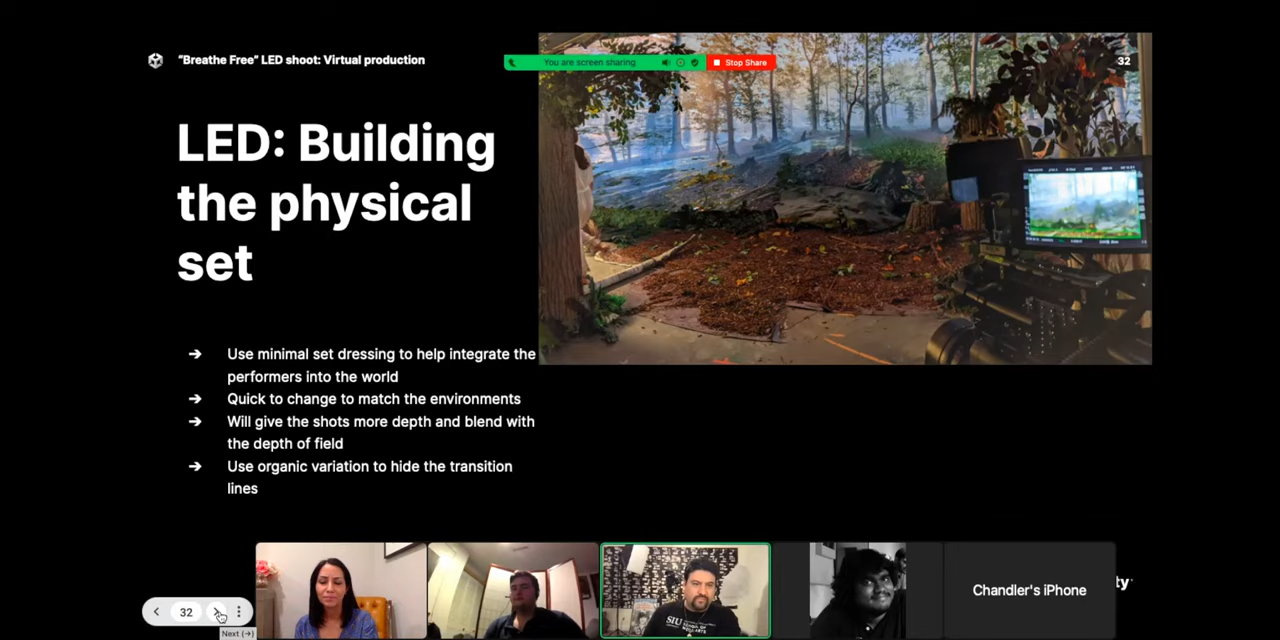 "Breathe Free" LED shoot: Virtual production
You are screen sharing
Stop Share
32
LED: Building
the physical
set
➔ Use minimal set dressing to help integrate the
performers into the world
➔ Quick to change to match the environments
➔ Will give the shots more depth and blend with
the depth of field
➔ Use organic variation to hide the transition
lines
SIU
Chandler's iPhone
ty
32
Next (→)